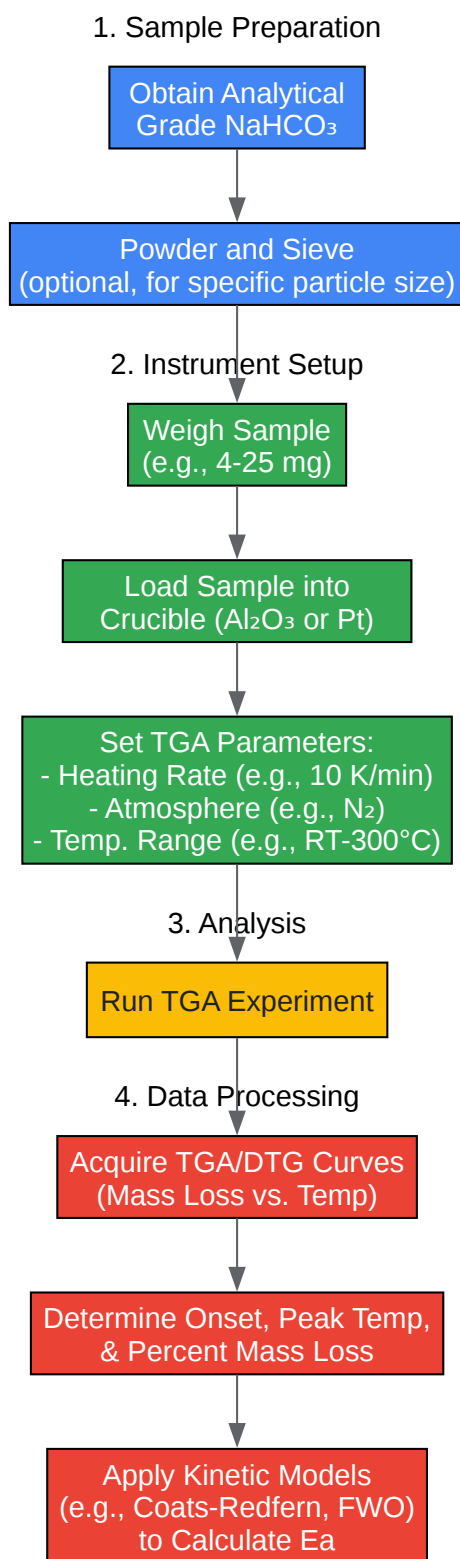 1. Sample Preparation
Obtain Analytical
Grade NaHCO₃
Powder and Sieve
(optional, for specific particle size)
2. Instrument Setup
Weigh Sample
(e.g., 4-25 mg)
Load Sample into
Crucible (Al₂O₃ or Pt)
Set TGA Parameters:
- Heating Rate (e.g., 10 K/min)
- Atmosphere (e.g., N₂)
- Temp. Range (e.g., RT-300°C)
3. Analysis
Run TGA Experiment
4. Data Processing
Acquire TGA/DTG Curves
(Mass Loss vs. Temp)
Determine Onset, Peak Temp,
& Percent Mass Loss
Apply Kinetic Models
(e.g., Coats-Redfern, FWO)
to Calculate Ea